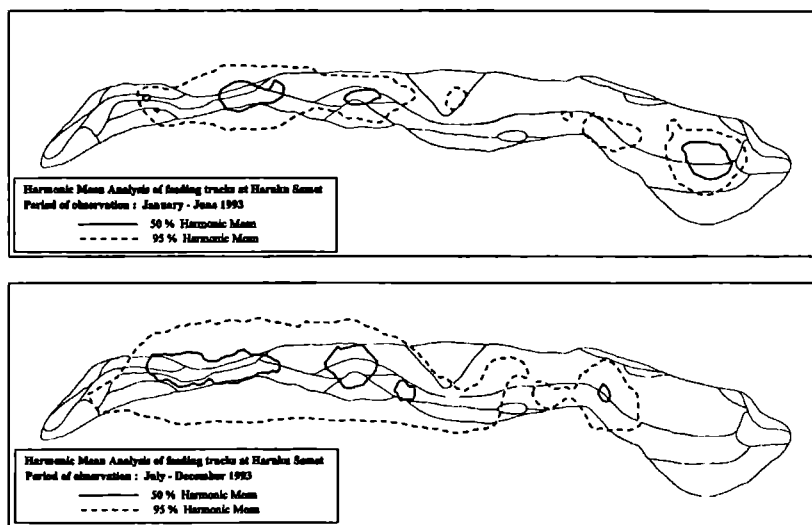 Harmonic Mean Analysis of feeding tracks at Haruku Samet
Period of observation : January - June 1993
50 % Harmonic Mean
95 % Harmonic Mean
Harmonic Mean Analysis of feeding tracks at Haruku Samet
Period of observation : July - December 1993
50 % Harmonic Mean
95 % Harmonic Mean